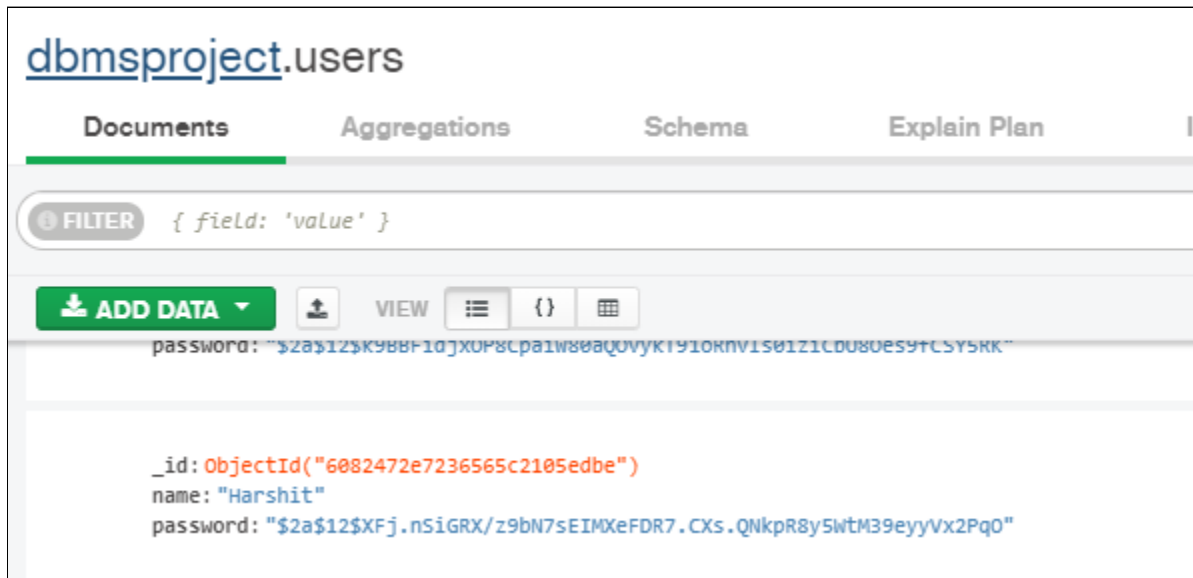 dbmsproject.users
Documents Aggregations Schema Explain Plan
FILTER { field: 'value' }
ADD DATA VIEW { }
password:
_id: ObjectId("6082472e7236565c2105edbe")
name: "Harshit"
password: "$2a$12$XFj.nSiGRX/z9bN7sEIMXeFDR7.CXs.QNkpR8y5WtM39eyyVx2PqO"